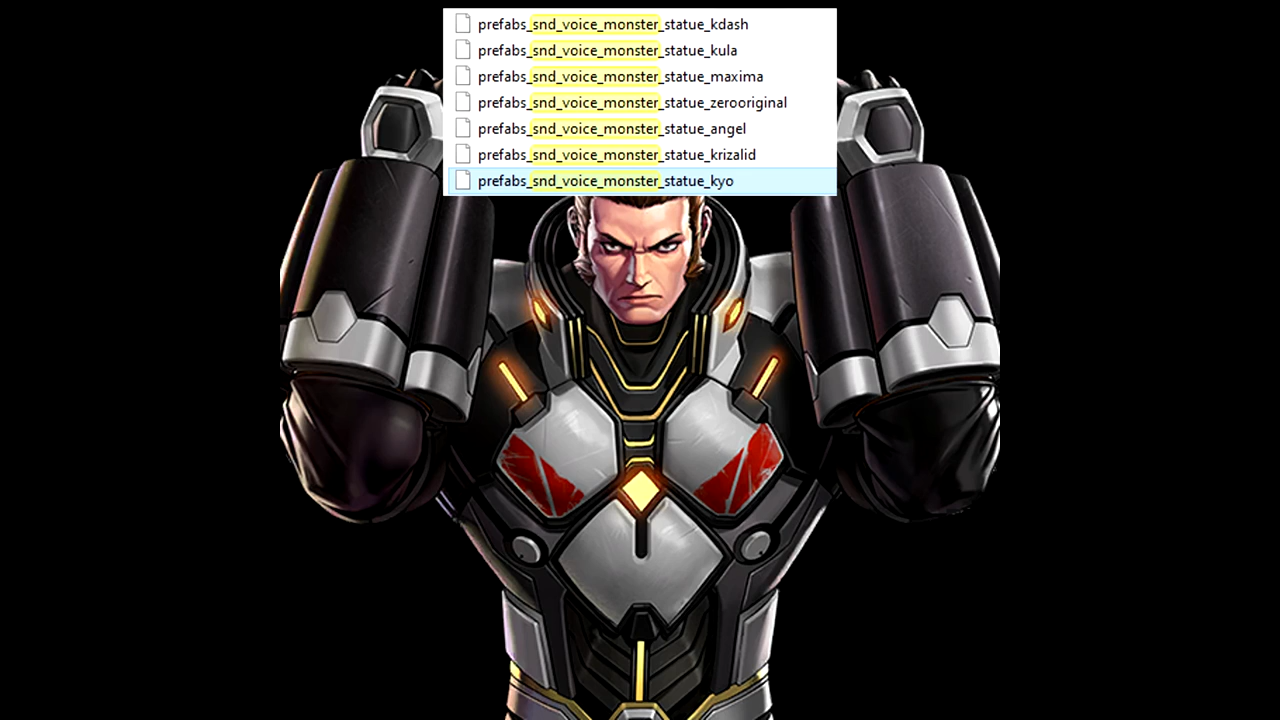 prefabs_snd_voice_monster_statue_kdash
prefabs_snd_voice_monster_statue_kula
prefabs_snd_voice_monster_statue_maxima
prefabs_snd_voice_monster_statue_zerooriginal
prefabs_snd_voice_monster_statue_angel
prefabs_snd_voice_monster_statue_krizalid
prefabs_snd_voice_monster_statue_kyo